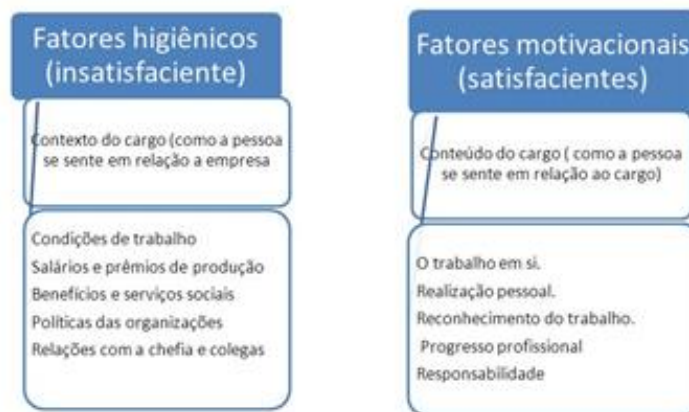 Fatores higiênicos
(insatisfaciente)
Contexto do cargo (como a pessoa
se sente em relação a empresa
Condições de trabalho
Salários e prêmios de produção
Benefícios e serviços sociais
Políticas das organizações
Relações com a chefia e colegas
Fatores motivacionais
(satisfacientes)
Conteúdo do cargo ( como a pessoa
se sente em relação ao cargo)
O trabalho em si.
Realização pessoal.
Reconhecimento do trabalho.
Progresso profissional
Responsabilidade